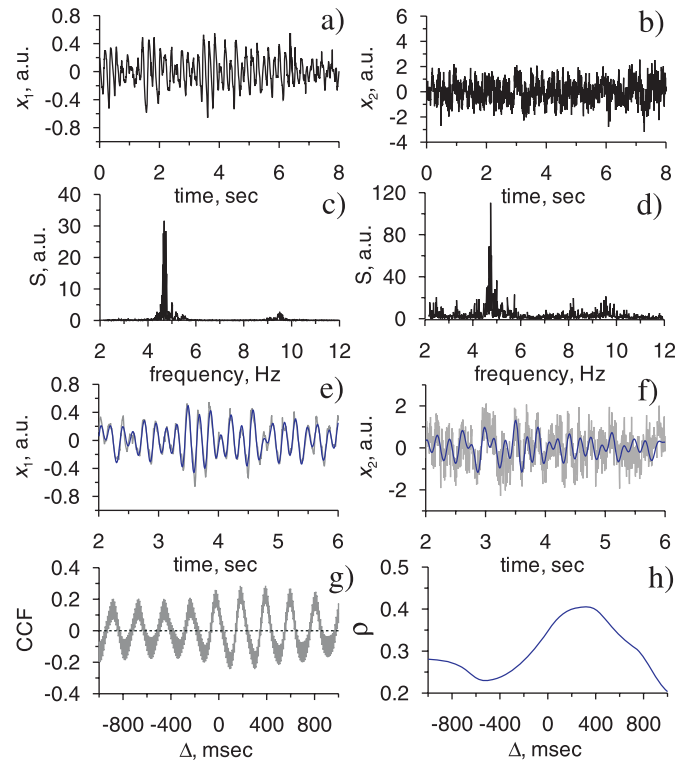 a)
x1, a.u.
0.8
0.4
0
-0.4
-0.8
0 2 4 6 8
time, sec
b)
x2, a.u.
6
4
2
0
-2
-4
0 2 4 6 8
time, sec
c)
S, a.u.
40
30
20
10
0
2 4 6 8 10 12
frequency, Hz
d)
S, a.u.
120
80
40
0
2 4 6 8 10 12
frequency, Hz
e)
x1, a.u.
0.8
0.4
0
-0.4
-0.8
2 3 4 5 6
time, sec
f)
x2, a.u.
2
0
-2
2 3 4 5 6
time, sec
g)
CCF
0.4
0.2
0
-0.2
-0.4
-800 -400 0 400 800
Δ, msec
h)
ρ
0.5
0.4
0.3
0.2
-800 -400 0 400 800
Δ, msec